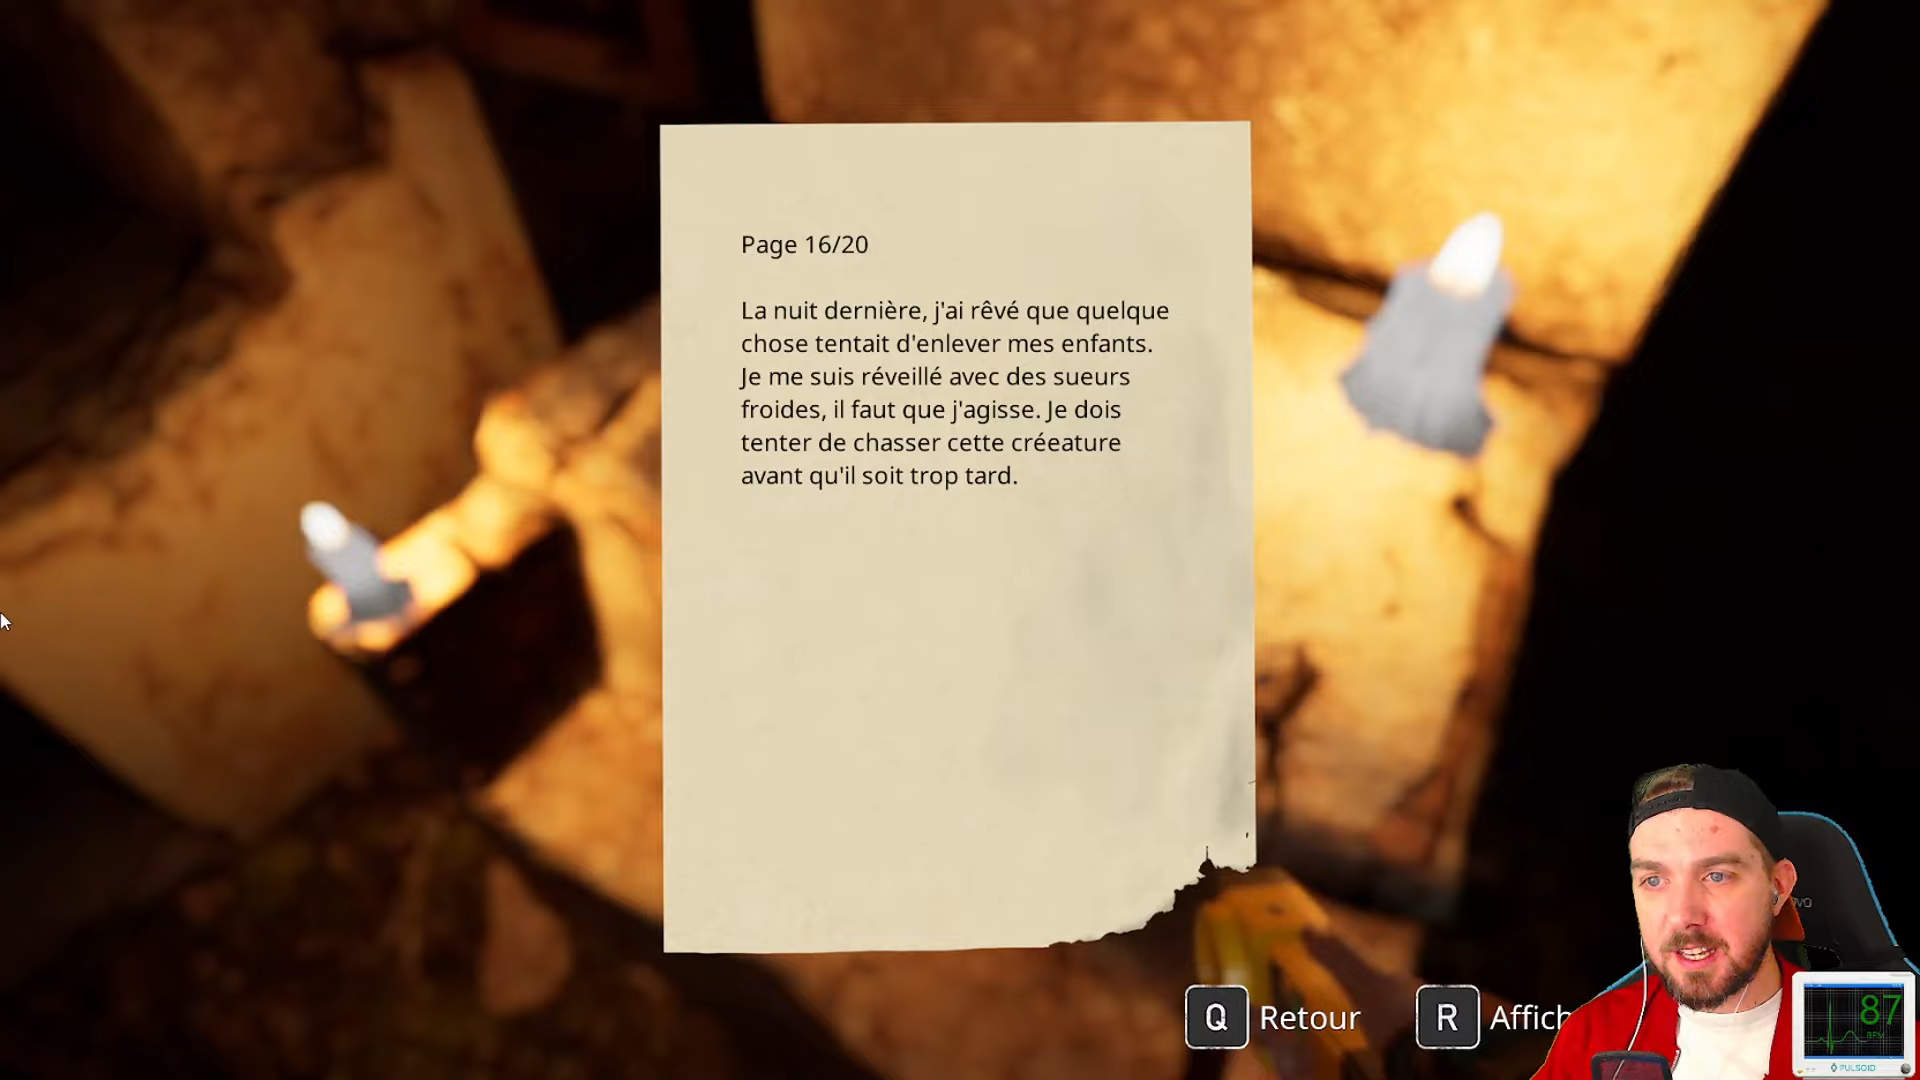 Page 16/20
La nuit dernière, j'ai rêvé que quelque
chose tentait d'enlever mes enfants.
Je me suis réveillé avec des sueurs
froides, il faut que j'agisse. Je dois
tenter de chasser cette créeature
avant qu'il soit trop tard.
Q Retour
R Affich
87
BPM
PULSOID